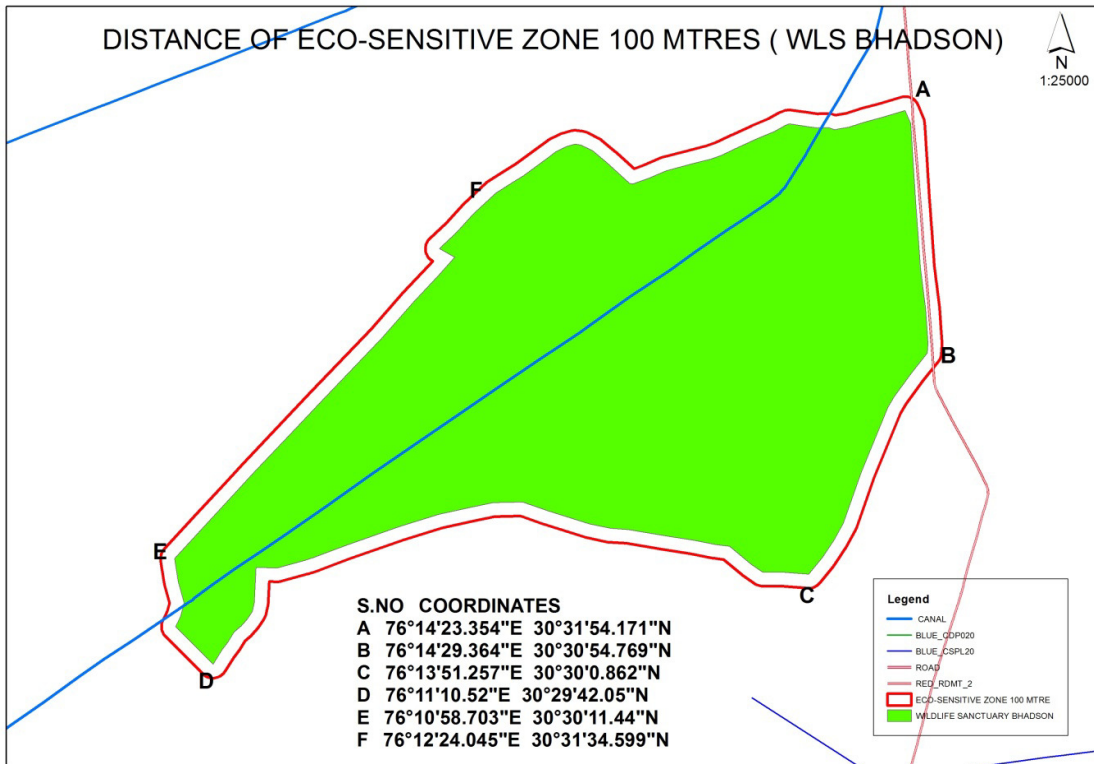 DISTANCE OF ECO-SENSITIVE ZONE 100 MTRES ( WLS BHADSON)
N
1:25000
A
F
B
E
C
D
S.NO COORDINATES
A 76°14'23.354"E 30°31'54.171"N
B 76°14'29.364"E 30°30'54.769"N
C 76°13'51.257"E 30°30'0.862"N
D 76°11'10.52"E 30°29'42.05"N
E 76°10'58.703"E 30°30'11.44"N
F 76°12'24.045"E 30°31'34.599"N
Legend
CANAL
BLUE_CDP020
BLUE_CSPL20
ROAD
RED_RDMT_2
ECO-SENSITIVE ZONE 100 MTRE
WILDLIFE SANCTUARY BHADSON